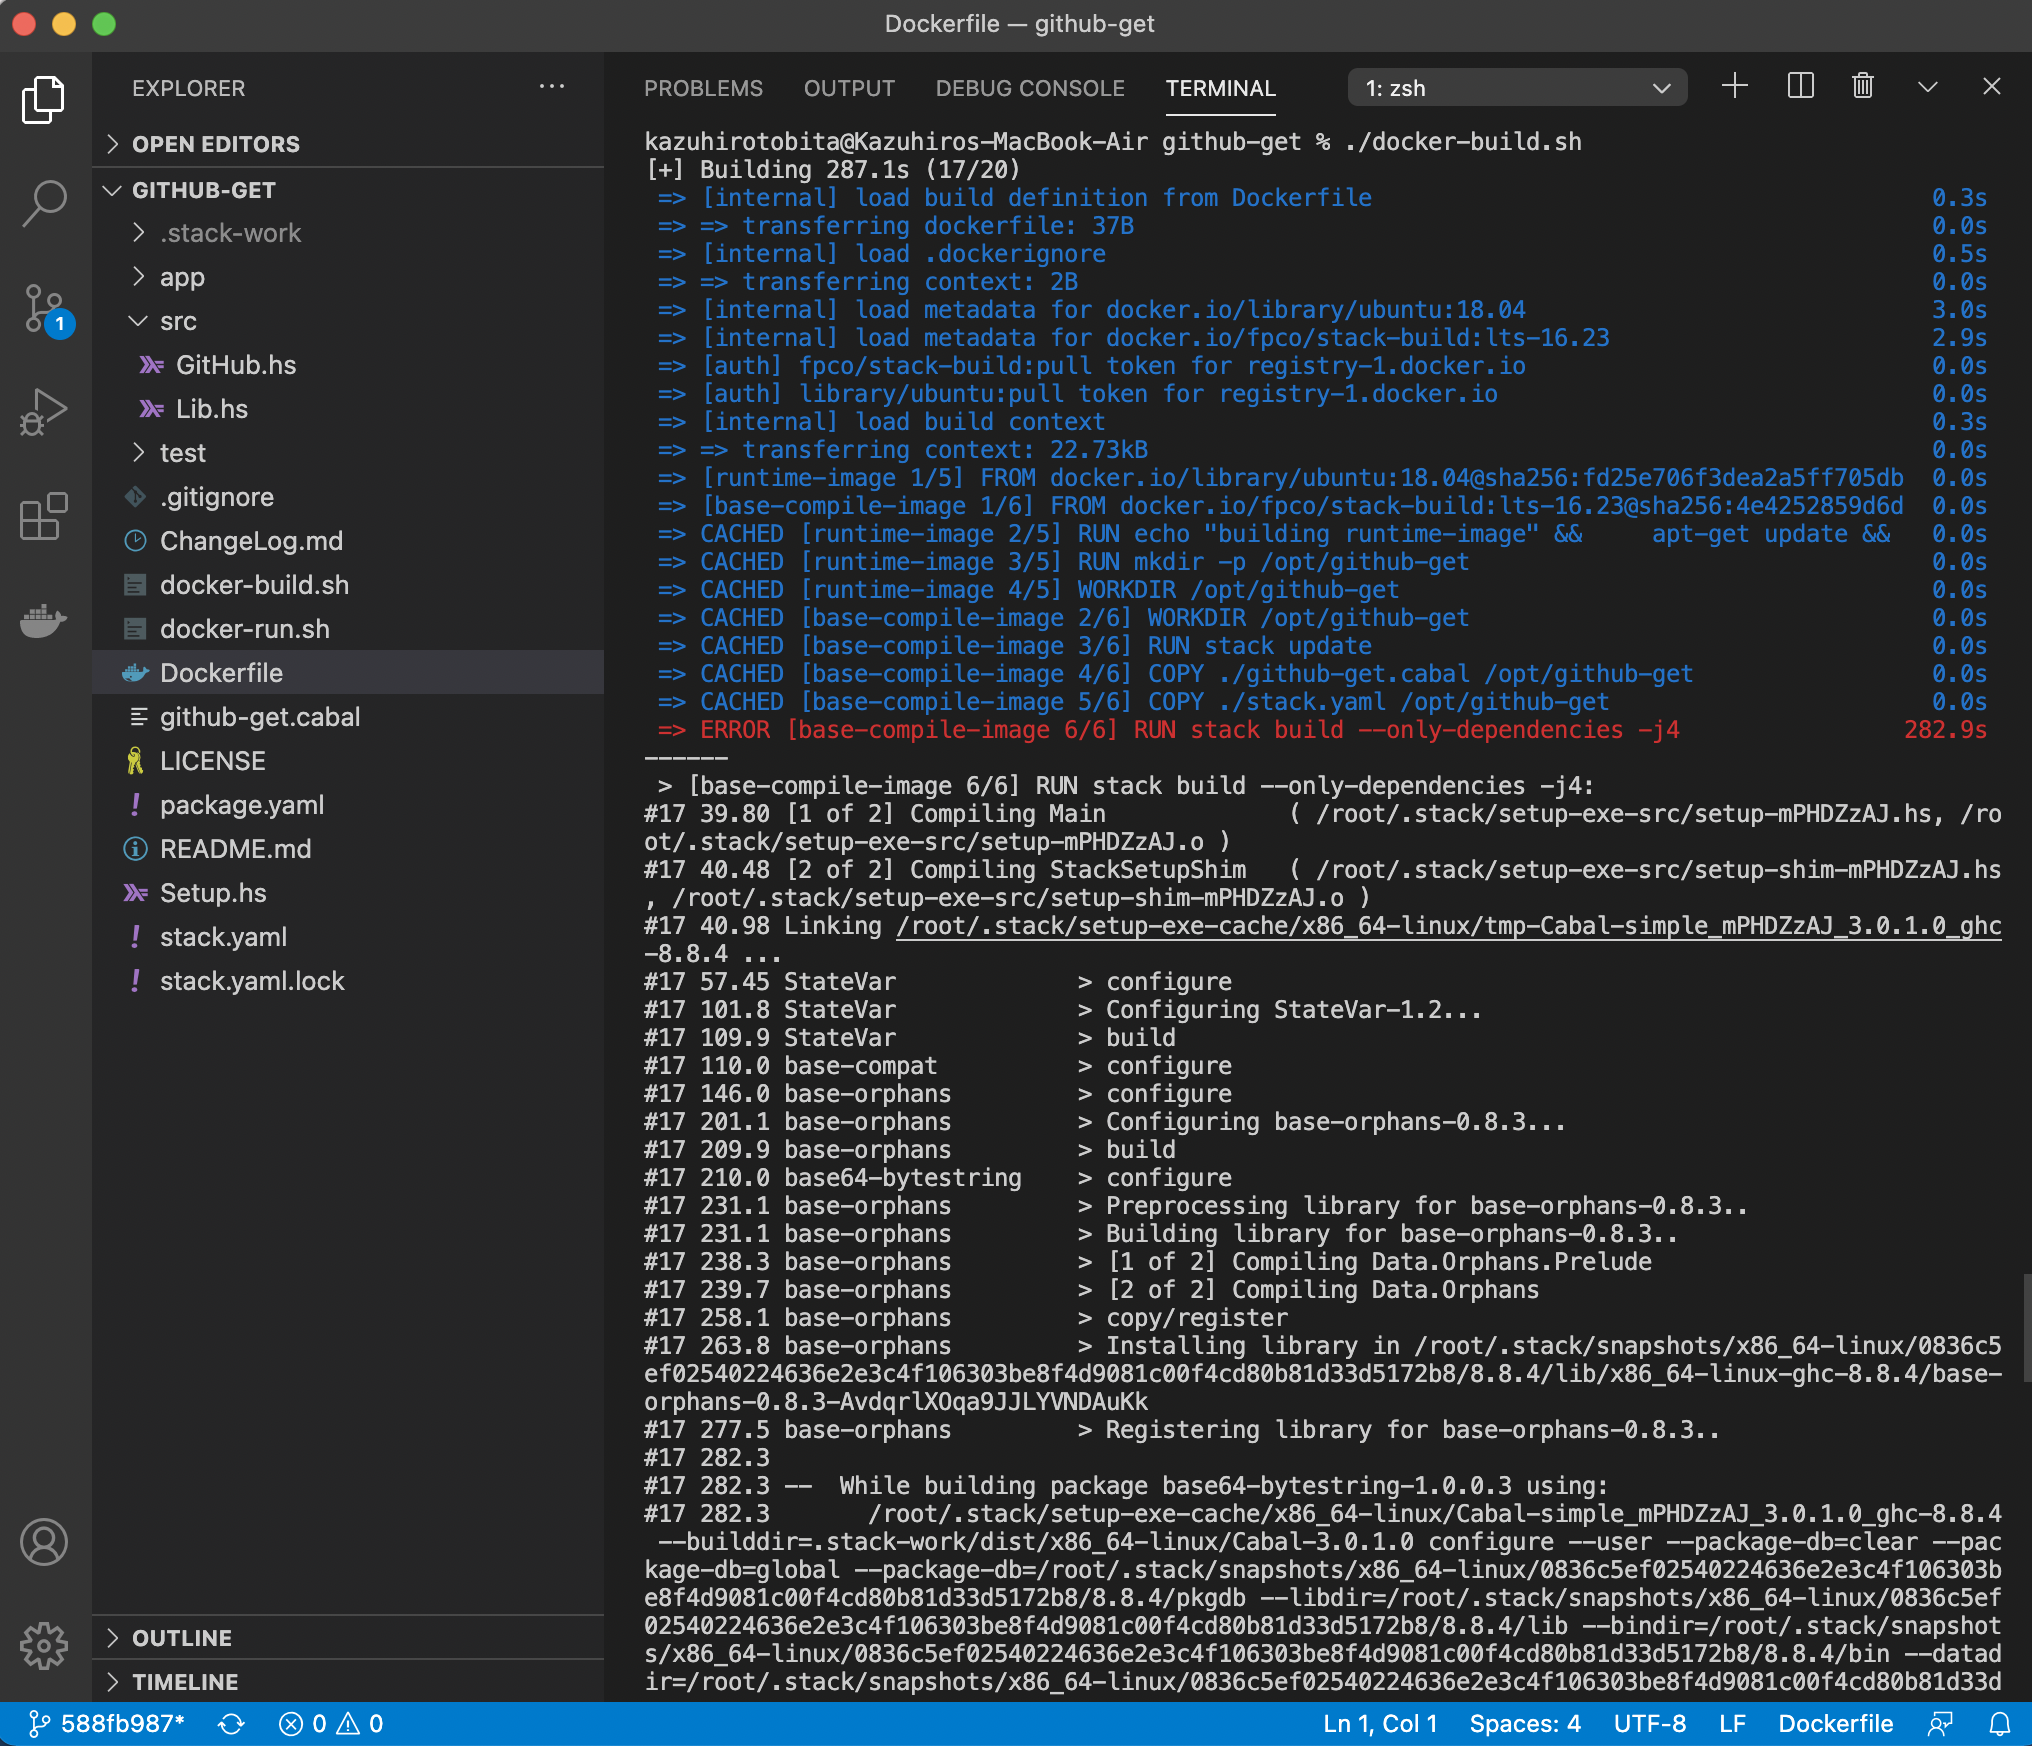 Dockerfile — github-get
EXPLORER
OPEN EDITORS
GITHUB-GET
.stack-work
app
src
GitHub.hs
Lib.hs
test
.gitignore
ChangeLog.md
docker-build.sh
docker-run.sh
Dockerfile
github-get.cabal
LICENSE
package.yaml
README.md
Setup.hs
stack.yaml
stack.yaml.lock
OUTLINE
TIMELINE
1
PROBLEMS OUTPUT DEBUG CONSOLE TERMINAL 1: zsh
kazuhirotobita@Kazuhiros-MacBook-Air github-get % ./docker-build.sh
[+] Building 287.1s (17/20)
=> [internal] load build definition from Dockerfile 0.3s
=> => transferring dockerfile: 37B 0.0s
=> [internal] load .dockerignore 0.5s
=> => transferring context: 2B 0.0s
=> [internal] load metadata for docker.io/library/ubuntu:18.04 3.0s
=> [internal] load metadata for docker.io/fpco/stack-build:lts-16.23 2.9s
=> [auth] fpco/stack-build:pull token for registry-1.docker.io 0.0s
=> [auth] library/ubuntu:pull token for registry-1.docker.io 0.0s
=> [internal] load build context 0.3s
=> => transferring context: 22.73kB 0.0s
=> [runtime-image 1/5] FROM docker.io/library/ubuntu:18.04@sha256:fd25e706f3dea2a5ff705db 0.0s
=> [base-compile-image 1/6] FROM docker.io/fpco/stack-build:lts-16.23@sha256:4e4252859d6d 0.0s
=> CACHED [runtime-image 2/5] RUN echo "building runtime-image" && apt-get update && 0.0s
=> CACHED [runtime-image 3/5] RUN mkdir -p /opt/github-get 0.0s
=> CACHED [runtime-image 4/5] WORKDIR /opt/github-get 0.0s
=> CACHED [base-compile-image 2/6] WORKDIR /opt/github-get 0.0s
=> CACHED [base-compile-image 3/6] RUN stack update 0.0s
=> CACHED [base-compile-image 4/6] COPY ./github-get.cabal /opt/github-get 0.0s
=> CACHED [base-compile-image 5/6] COPY ./stack.yaml /opt/github-get 0.0s
=> ERROR [base-compile-image 6/6] RUN stack build --only-dependencies -j4 282.9s
------
> [base-compile-image 6/6] RUN stack build --only-dependencies -j4:
#17 39.80 [1 of 2] Compiling Main ( /root/.stack/setup-exe-src/setup-mPHDZzAJ.hs, /ro
ot/.stack/setup-exe-src/setup-mPHDZzAJ.o )
#17 40.48 [2 of 2] Compiling StackSetupShim ( /root/.stack/setup-exe-src/setup-shim-mPHDZzAJ.hs
, /root/.stack/setup-exe-src/setup-shim-mPHDZzAJ.o )
#17 40.98 Linking /root/.stack/setup-exe-cache/x86_64-linux/tmp-Cabal-simple_mPHDZzAJ_3.0.1.0_ghc
-8.8.4 ...
#17 57.45 StateVar > configure
#17 101.8 StateVar > Configuring StateVar-1.2...
#17 109.9 StateVar > build
#17 110.0 base-compat > configure
#17 146.0 base-orphans > configure
#17 201.1 base-orphans > Configuring base-orphans-0.8.3...
#17 209.9 base-orphans > build
#17 210.0 base64-bytestring > configure
#17 231.1 base-orphans > Preprocessing library for base-orphans-0.8.3..
#17 231.1 base-orphans > Building library for base-orphans-0.8.3..
#17 238.3 base-orphans > [1 of 2] Compiling Data.Orphans.Prelude
#17 239.7 base-orphans > [2 of 2] Compiling Data.Orphans
#17 258.1 base-orphans > copy/register
#17 263.8 base-orphans > Installing library in /root/.stack/snapshots/x86_64-linux/0836c5
ef02540224636e2e3c4f106303be8f4d9081c00f4cd80b81d33d5172b8/8.8.4/lib/x86_64-linux-ghc-8.8.4/base-
orphans-0.8.3-AvdqrlXOqa9JJLYVNDAuKk
#17 277.5 base-orphans > Registering library for base-orphans-0.8.3..
#17 282.3
#17 282.3 -- While building package base64-bytestring-1.0.0.3 using:
#17 282.3 /root/.stack/setup-exe-cache/x86_64-linux/Cabal-simple_mPHDZzAJ_3.0.1.0_ghc-8.8.4
--builddir=.stack-work/dist/x86_64-linux/Cabal-3.0.1.0 configure --user --package-db=clear --pac
kage-db=global --package-db=/root/.stack/snapshots/x86_64-linux/0836c5ef02540224636e2e3c4f106303b
e8f4d9081c00f4cd80b81d33d5172b8/8.8.4/pkgdb --libdir=/root/.stack/snapshots/x86_64-linux/0836c5ef
02540224636e2e3c4f106303be8f4d9081c00f4cd80b81d33d5172b8/8.8.4/lib --bindir=/root/.stack/snapshot
s/x86_64-linux/0836c5ef02540224636e2e3c4f106303be8f4d9081c00f4cd80b81d33d5172b8/8.8.4/bin --datad
ir=/root/.stack/snapshots/x86_64-linux/0836c5ef02540224636e2e3c4f106303be8f4d9081c00f4cd80b81d33d
588fb987* 0 0 Ln 1, Col 1 Spaces: 4 UTF-8 LF Dockerfile